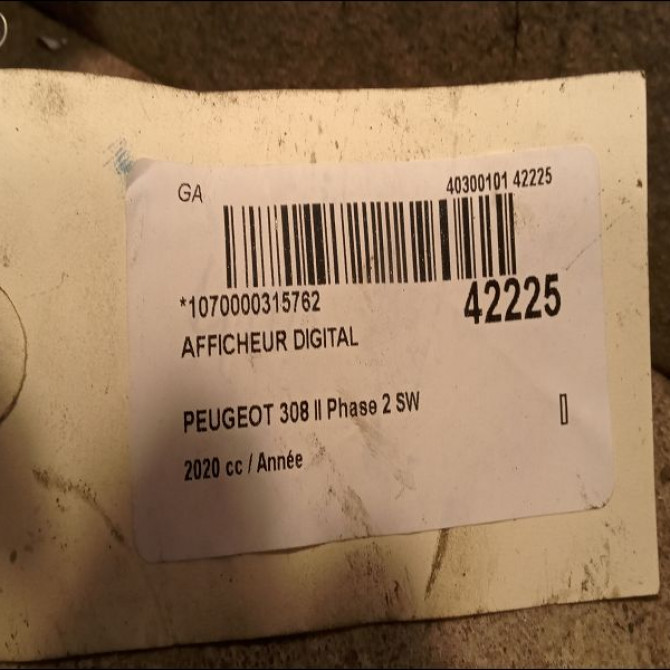 GA 40300101 42225
*1070000315762 42225
AFFICHEUR DIGITAL
PEUGEOT 308 II Phase 2 SW
2020 cc / Année